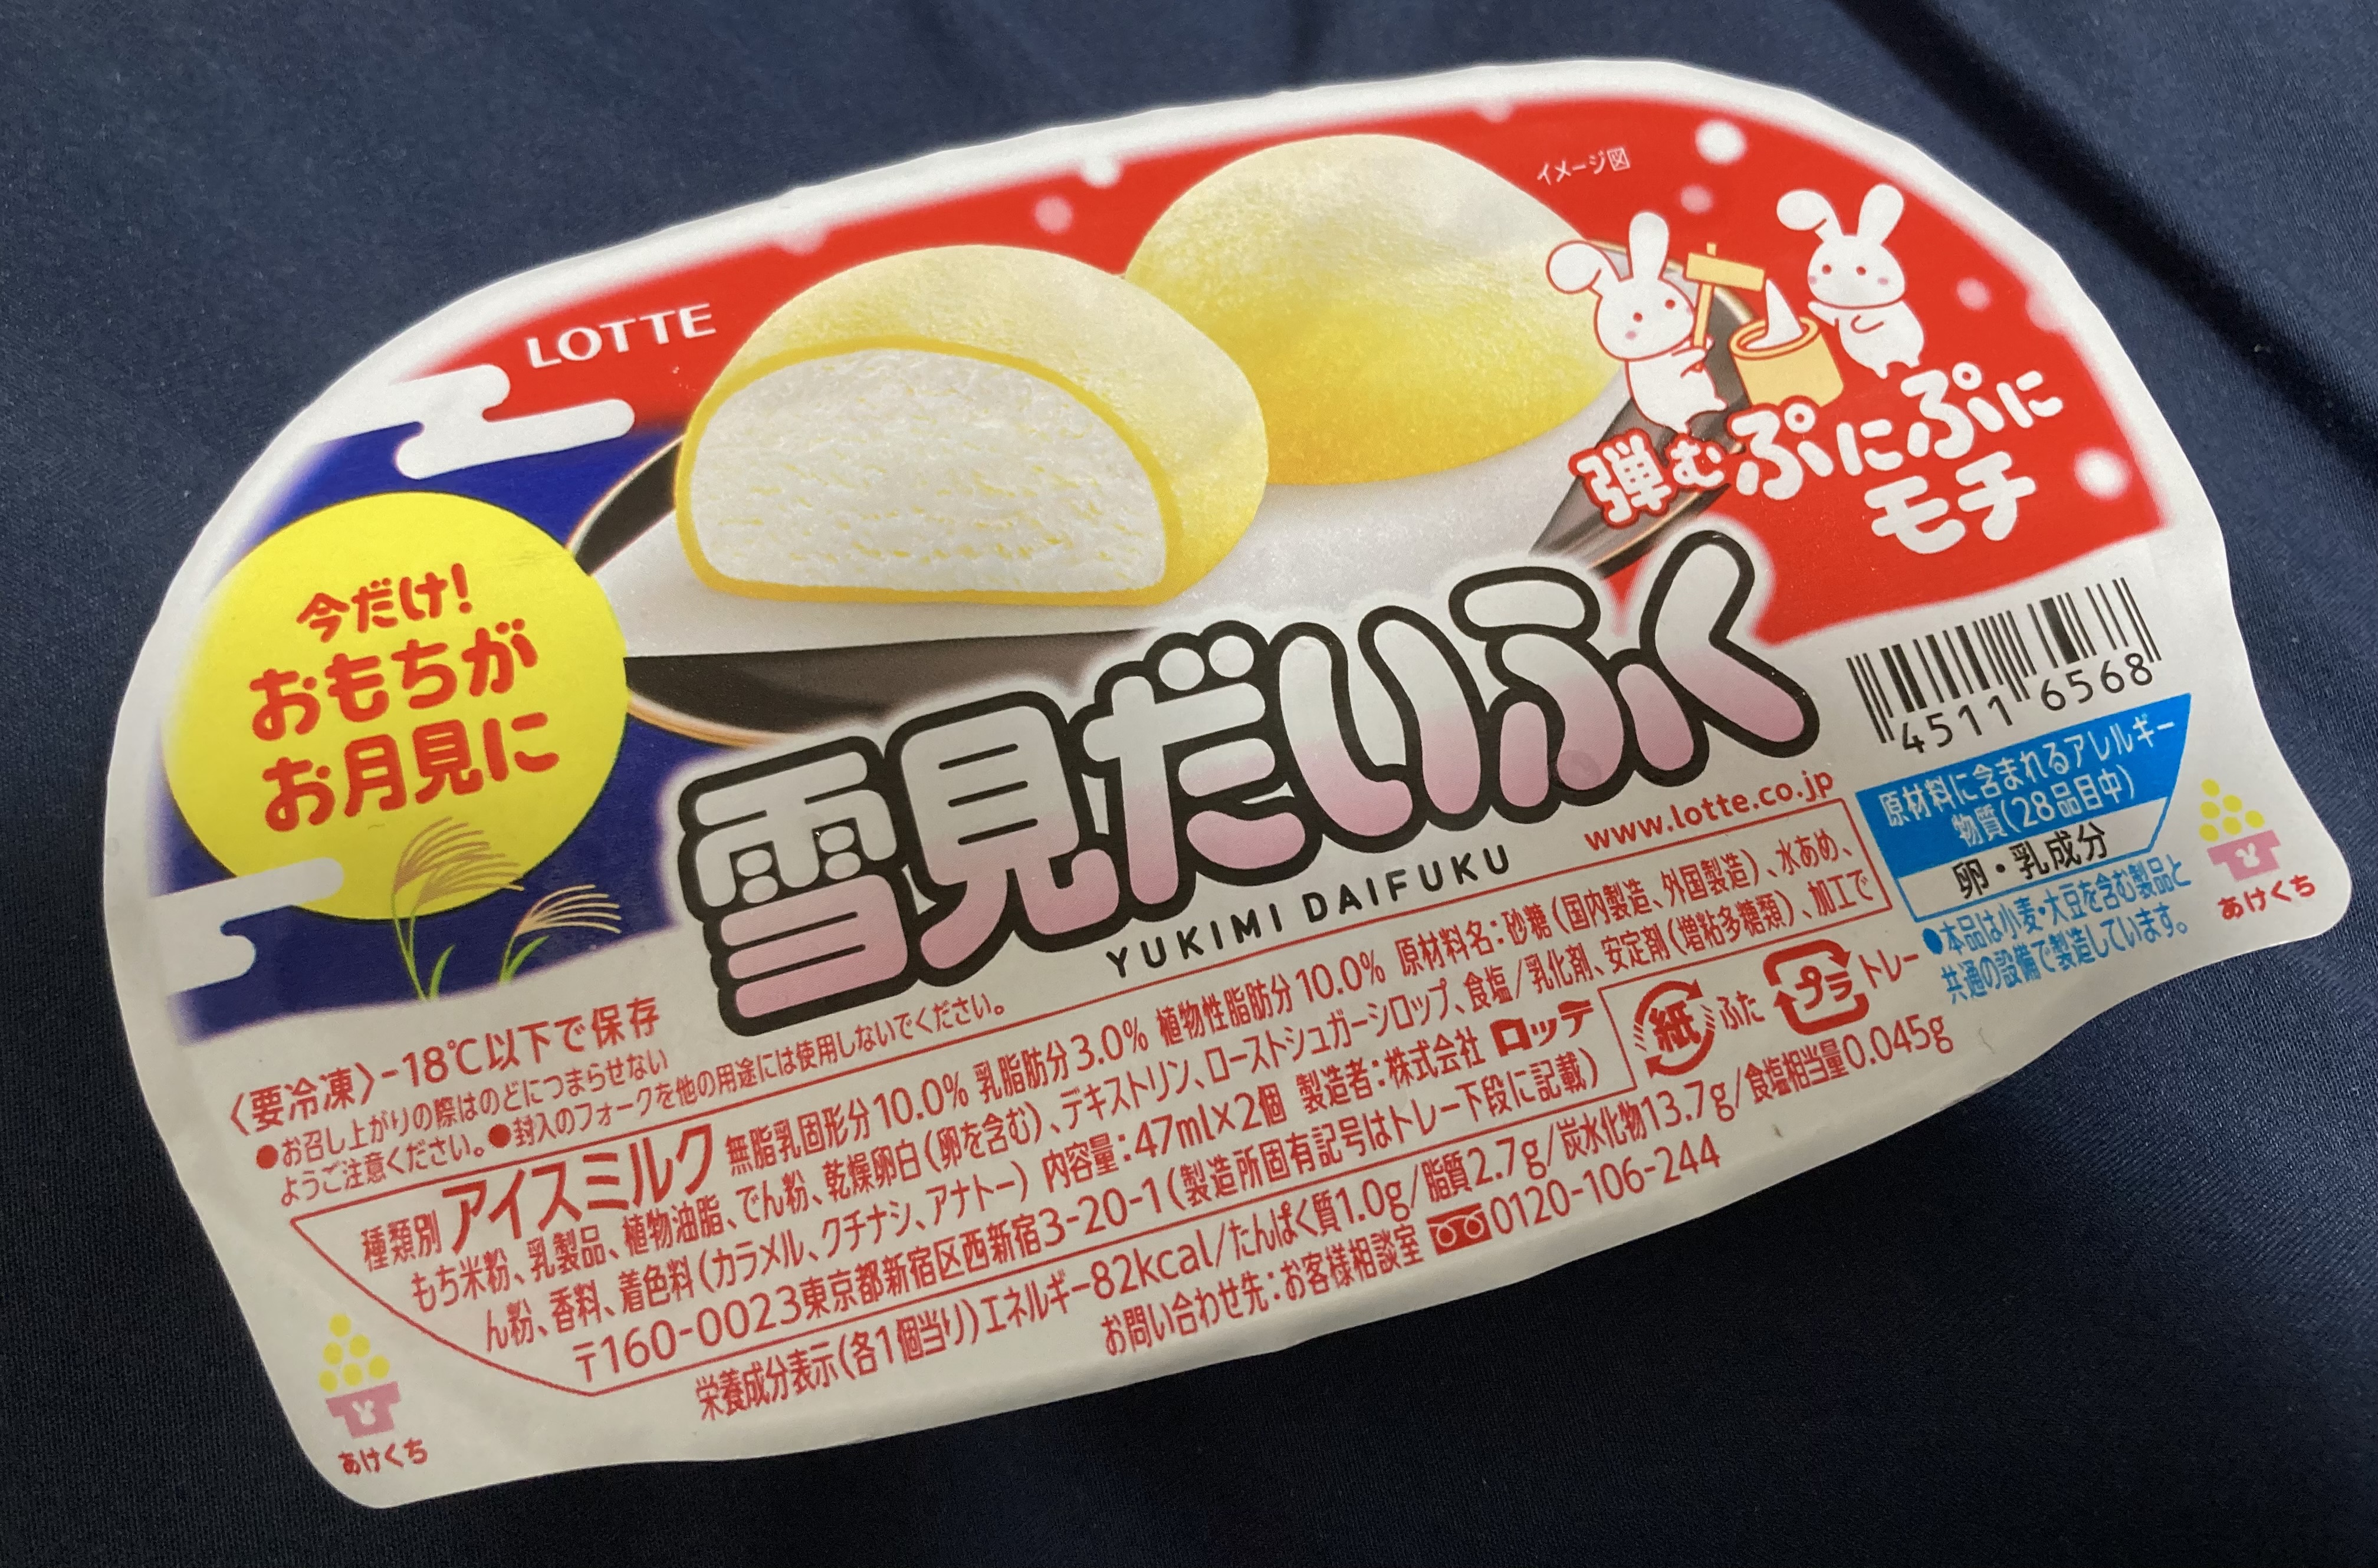 LOTTE
イメージ図
弾むぷにぷに
モチ
今だけ!
おもちが
お月見に
雪見だいふく
YUKIMI DAIFUKU
www.lotte.co.jp
4511 6568
原材料に含まれるアレルギー
物質(28品目中)
卵・乳成分
●本品は小麦・大豆を含む製品と
共通の設備で製造しています。
あけくち
〈要冷凍〉-18℃以下で保存
●お召し上がりの際はのどにつまらせない
ようご注意ください。●封入のフォークを他の用途には使用しないでください。
種類別 アイスミルク 無脂乳固形分10.0% 乳脂肪分3.0% 植物性脂肪分10.0% 原材料名:砂糖(国内製造、外国製造)、水あめ、
もち米粉、乳製品、植物油脂、でん粉、乾燥卵白(卵を含む)、デキストリン、ローストシュガーシロップ、食塩/乳化剤、安定剤(増粘多糖類)、加工で
ん粉、香料、着色料(カラメル、クチナシ、アナトー) 内容量:47ml×2個 製造者:株式会社 ロッテ
〒160-0023東京都新宿区西新宿3-20-1(製造所固有記号はトレー下段に記載)
紙 ふた プラ トレー
栄養成分表示(各1個当り)エネルギー82kcal/たんぱく質1.0g/脂質2.7g/炭水化物13.7g/食塩相当量0.045g
お問い合わせ先:お客様相談室 0120-106-244
あけくち